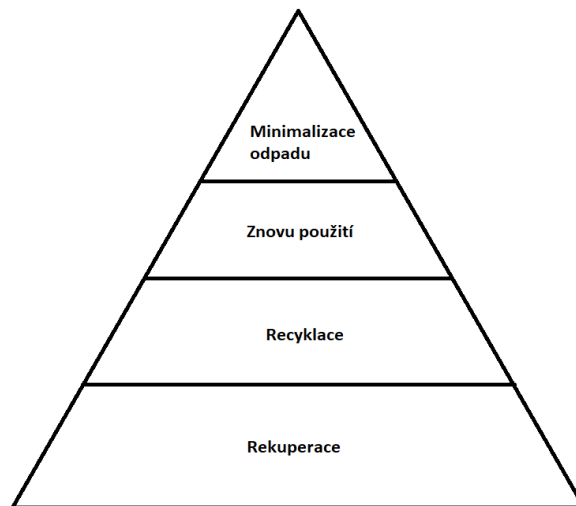 Minimalizace
odpadu
Znovu použití
Recyklace
Rekuperace